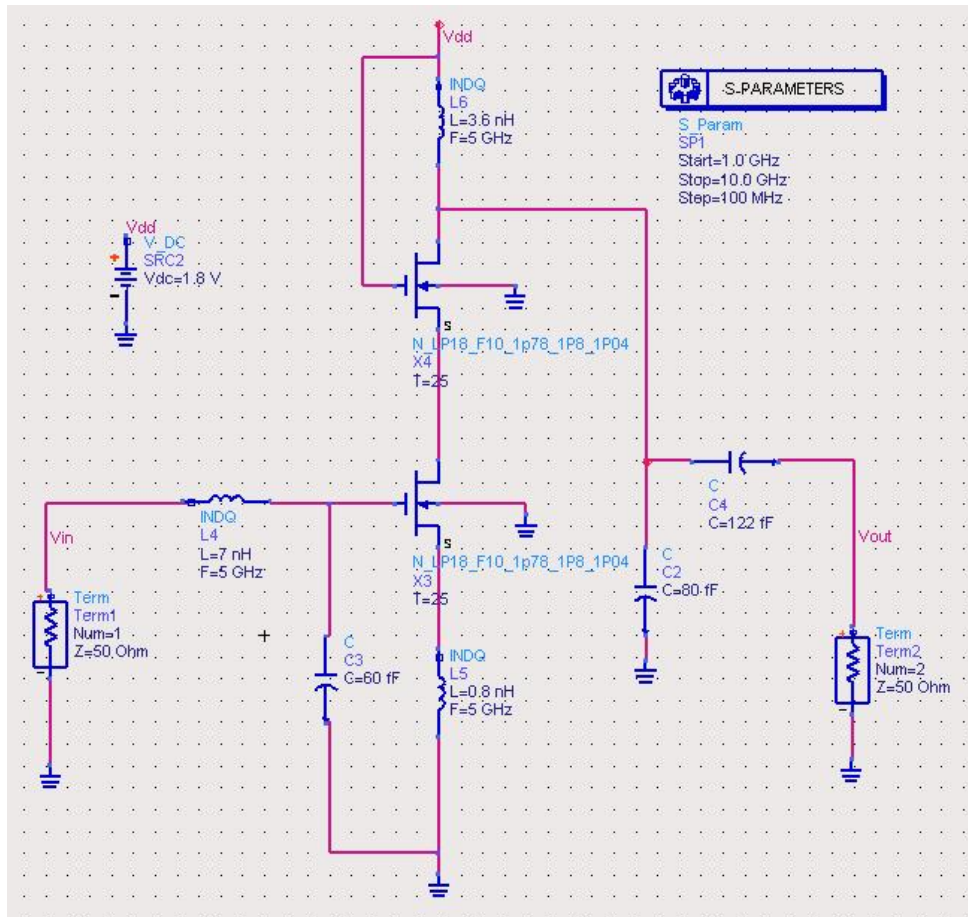 Vdd
INDQ
L6
L=3.6 nH
F=5 GHz
S-PARAMETERS
S_Param
SP1
Start=1.0 GHz
Stop=10.0 GHz
Step=100 MHz
Vdd
V_DC
SRC2
Vdc=1.8 V
S
N_LP18_F10_1p78_1P8_1P04
X4
T=25
Vin
INDQ
L4
L=7 nH
F=5 GHz
S
N_LP18_F10_1p78_1P8_1P04
X3
T=25
C
C4
C=122 fF
Vout
C
C2
C=80 fF
Term
Term1
Num=1
Z=50 Ohm
C
C3
C=60 fF
INDQ
L5
L=0.8 nH
F=5 GHz
Term
Term2
Num=2
Z=50 Ohm